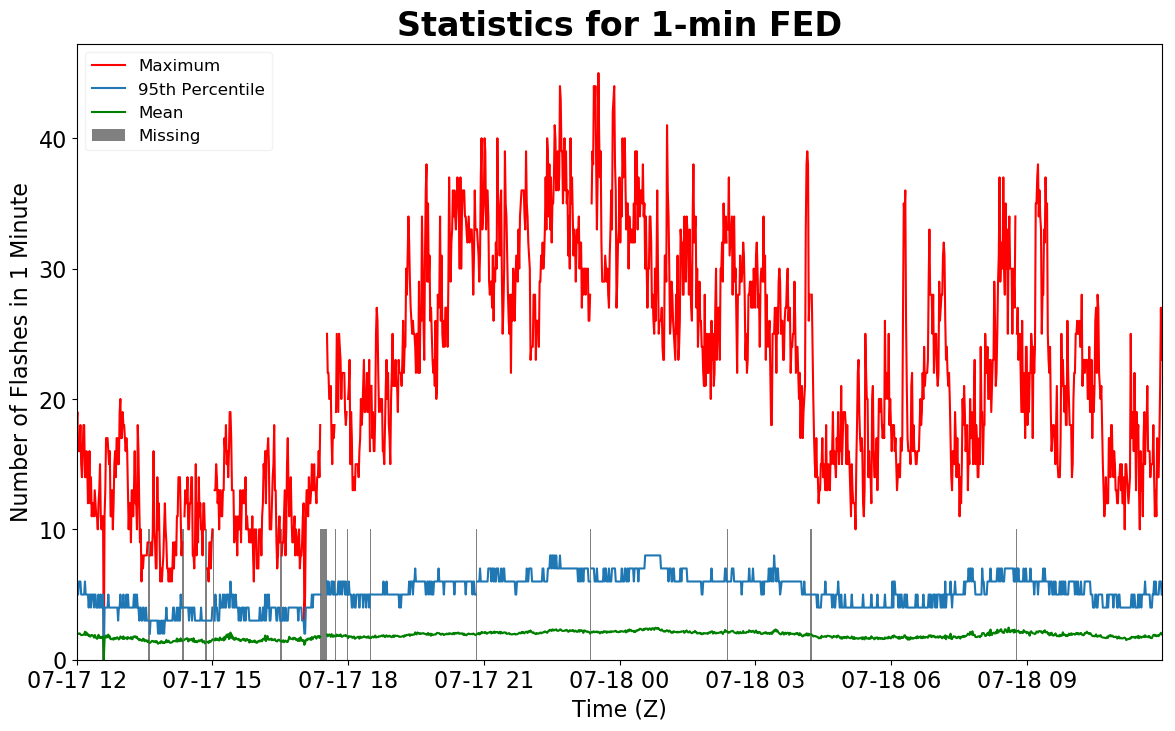 Statistics for 1-min FED
Maximum
95th Percentile
Mean
Missing
Number of Flashes in 1 Minute
40
30
20
10
0
07-17 12 07-17 15 07-17 18 07-17 21 07-18 00 07-18 03 07-18 06 07-18 09
Time (Z)